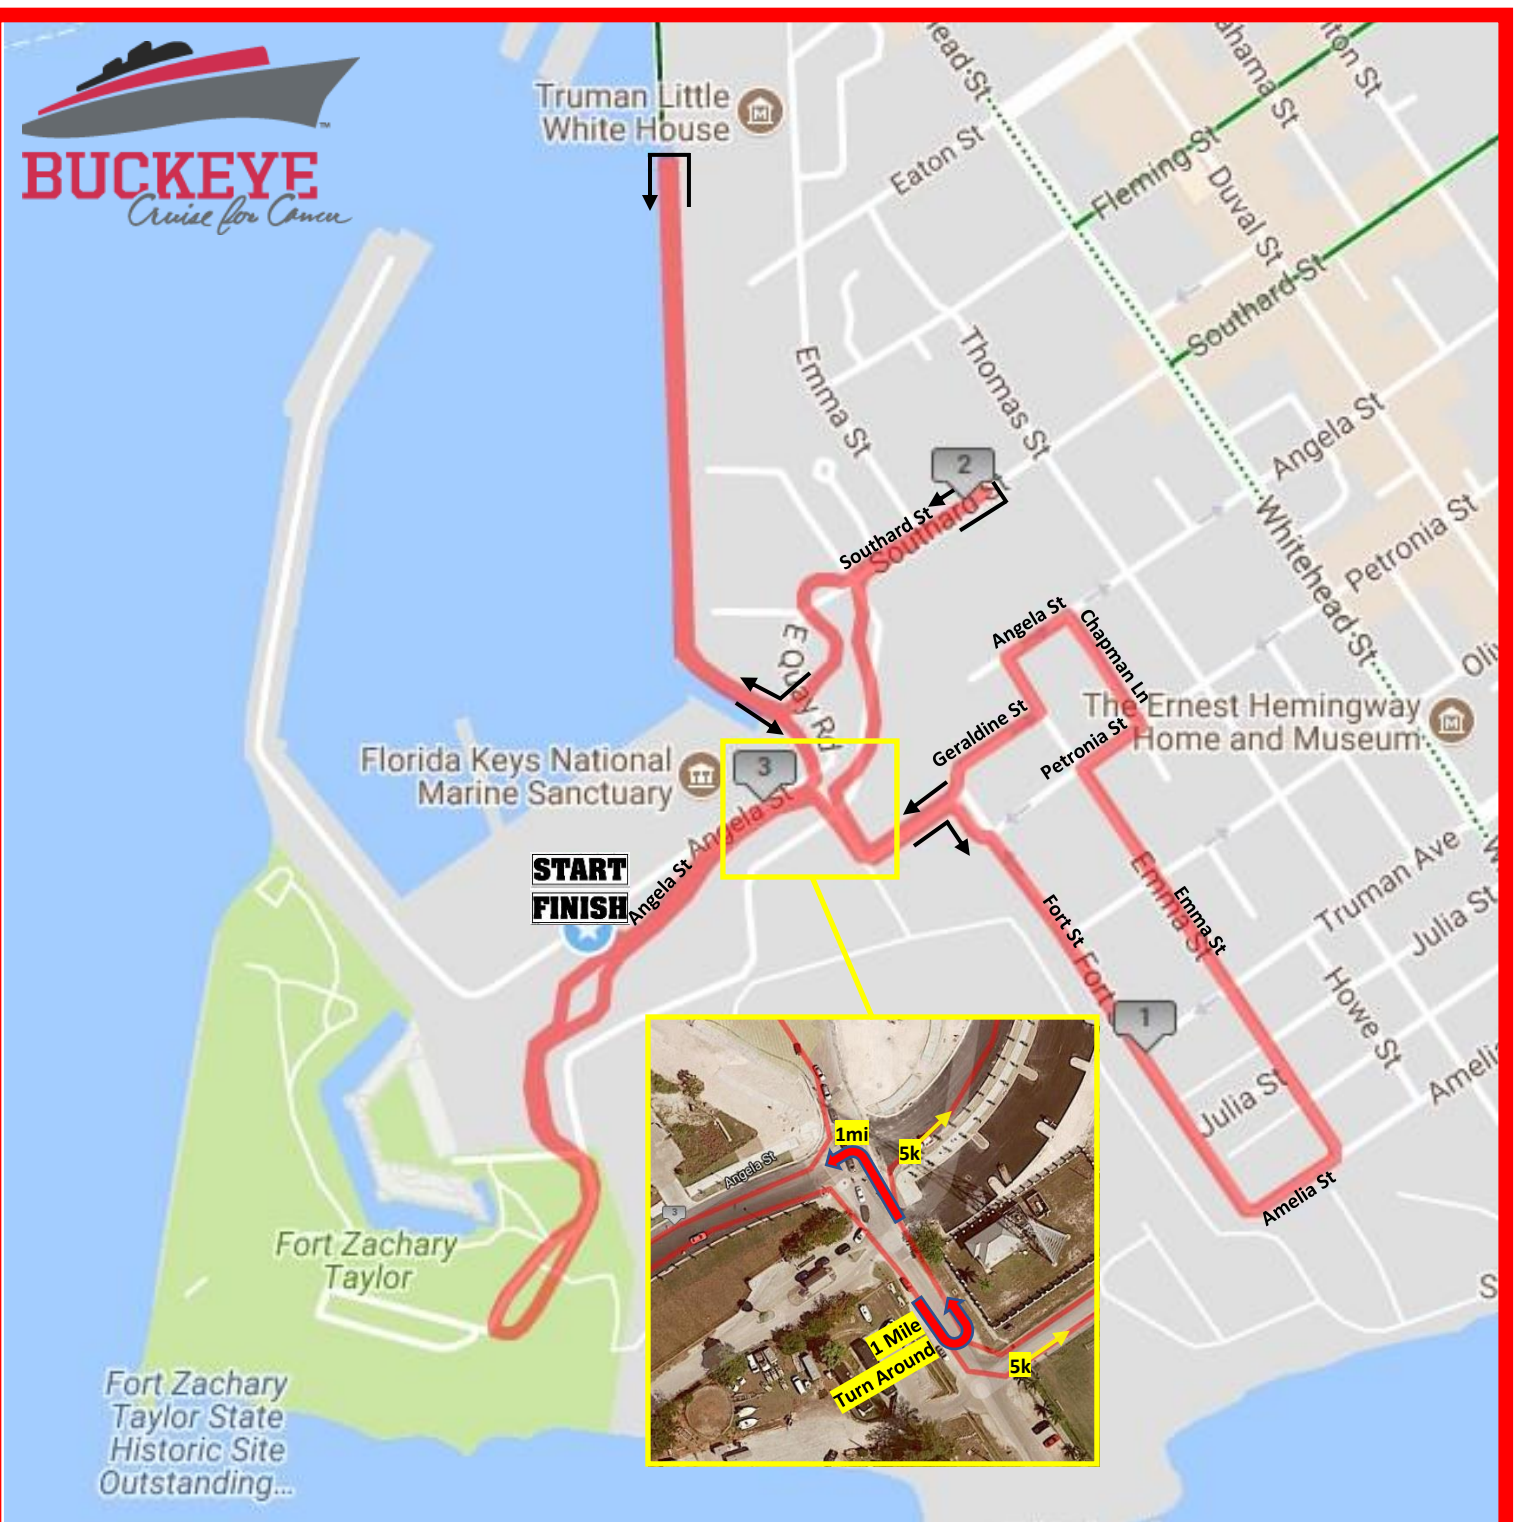 BUCKEYE
Cruise for Cancer
™
Truman Little
White House
Eaton St
Fleming St
Duval St
Southard St
Emma St
Thomas St
Angela St
Petronia St
Whitehead St
2
Southard St
Southard St
E Quay Rd
Angela St
Chapman Ln
Geraldine St
Petronia St
The Ernest Hemingway
Home and Museum
Florida Keys National
Marine Sanctuary
3
Angela St
Angela St
START
FINISH
Fort St
Fort
Emma St
Emma St
Truman Ave
Julia St
Howe St
1
Julia St
Amelia St
1mi
5k
Angela St
3
1 Mile
Turn Around
5k
Fort Zachary
Taylor
Fort Zachary
Taylor State
Historic Site
Outstanding...